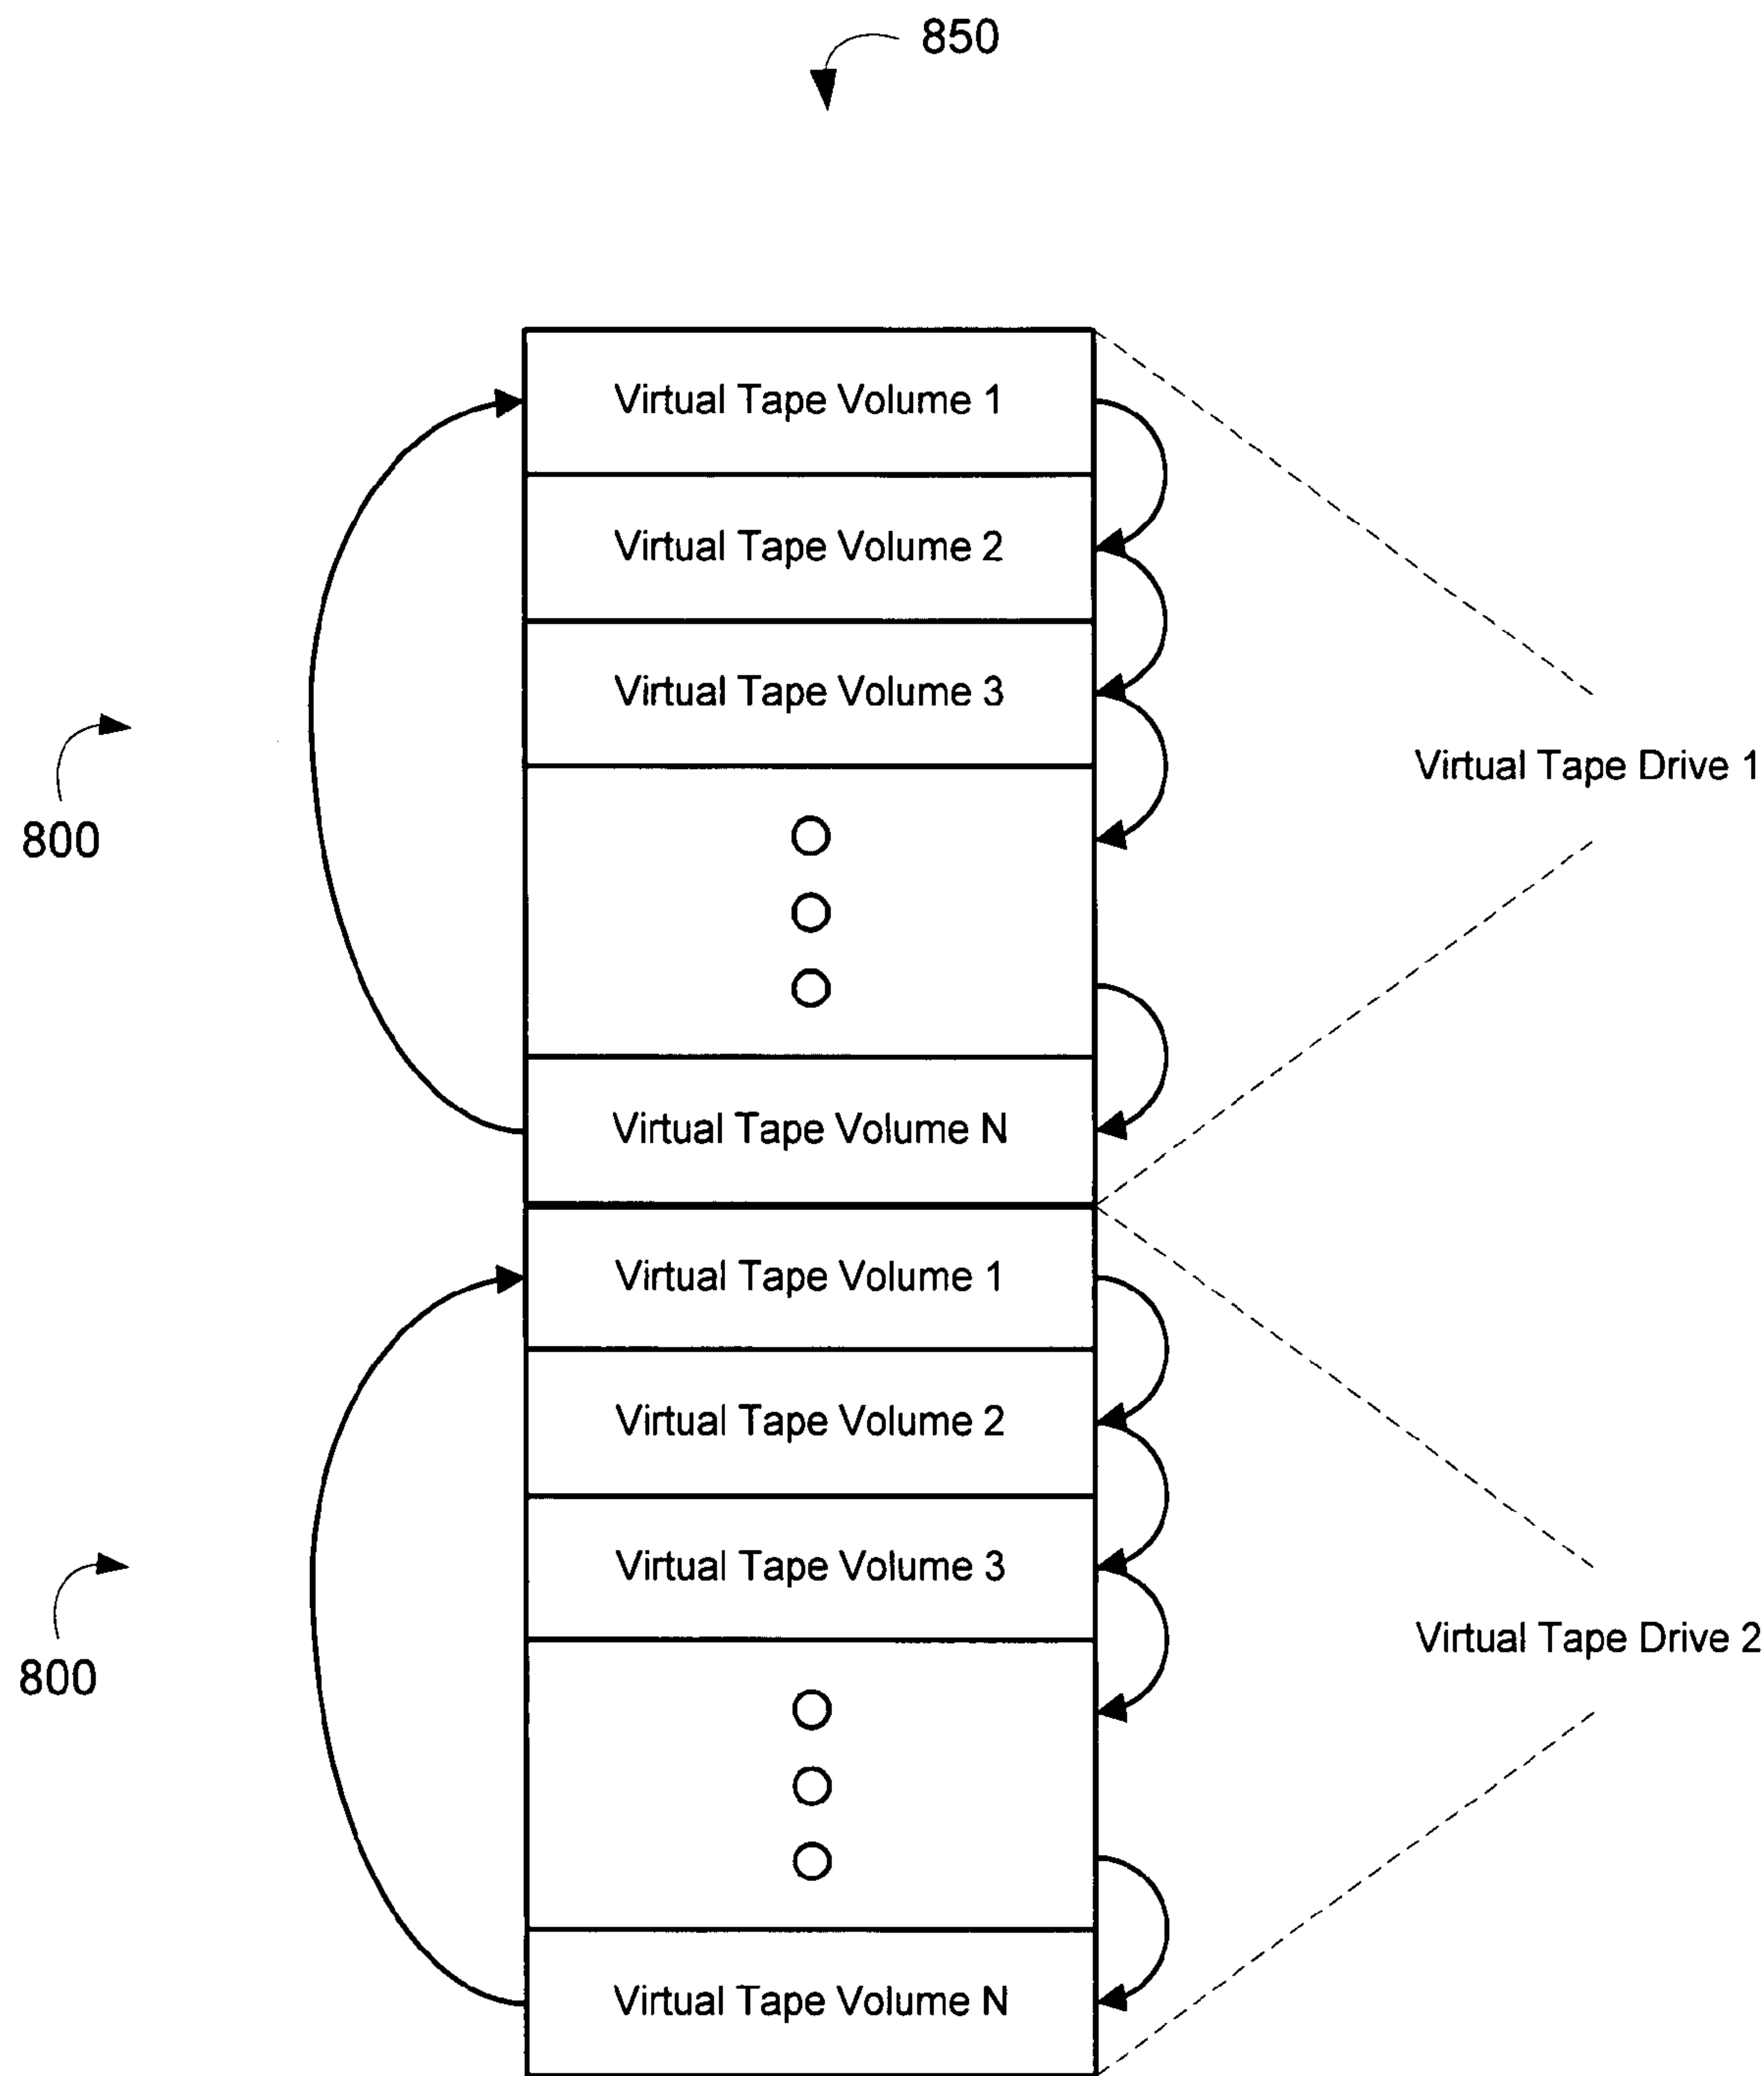 850
Virtual Tape Volume 1
Virtual Tape Volume 2
Virtual Tape Volume 3
Virtual Tape Drive 1
800
Virtual Tape Volume N
Virtual Tape Volume 1
Virtual Tape Volume 2
Virtual Tape Volume 3
Virtual Tape Drive 2
800
Virtual Tape Volume N